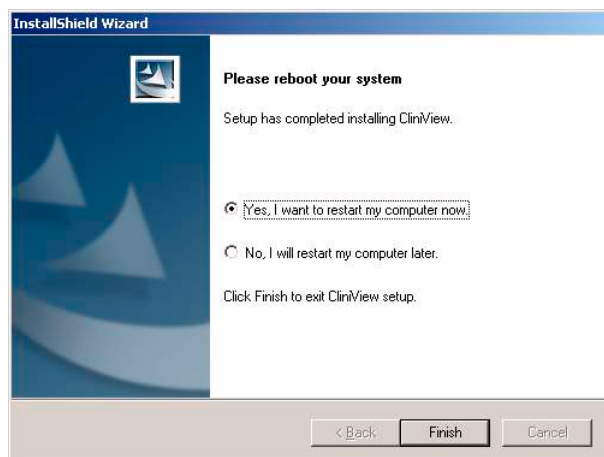 InstallShield Wizard
Please reboot your system
Setup has completed installing CliniView.
Yes, I want to restart my computer now.
No, I will restart my computer later.
Click Finish to exit CliniView setup.
< Back
Finish
Cancel